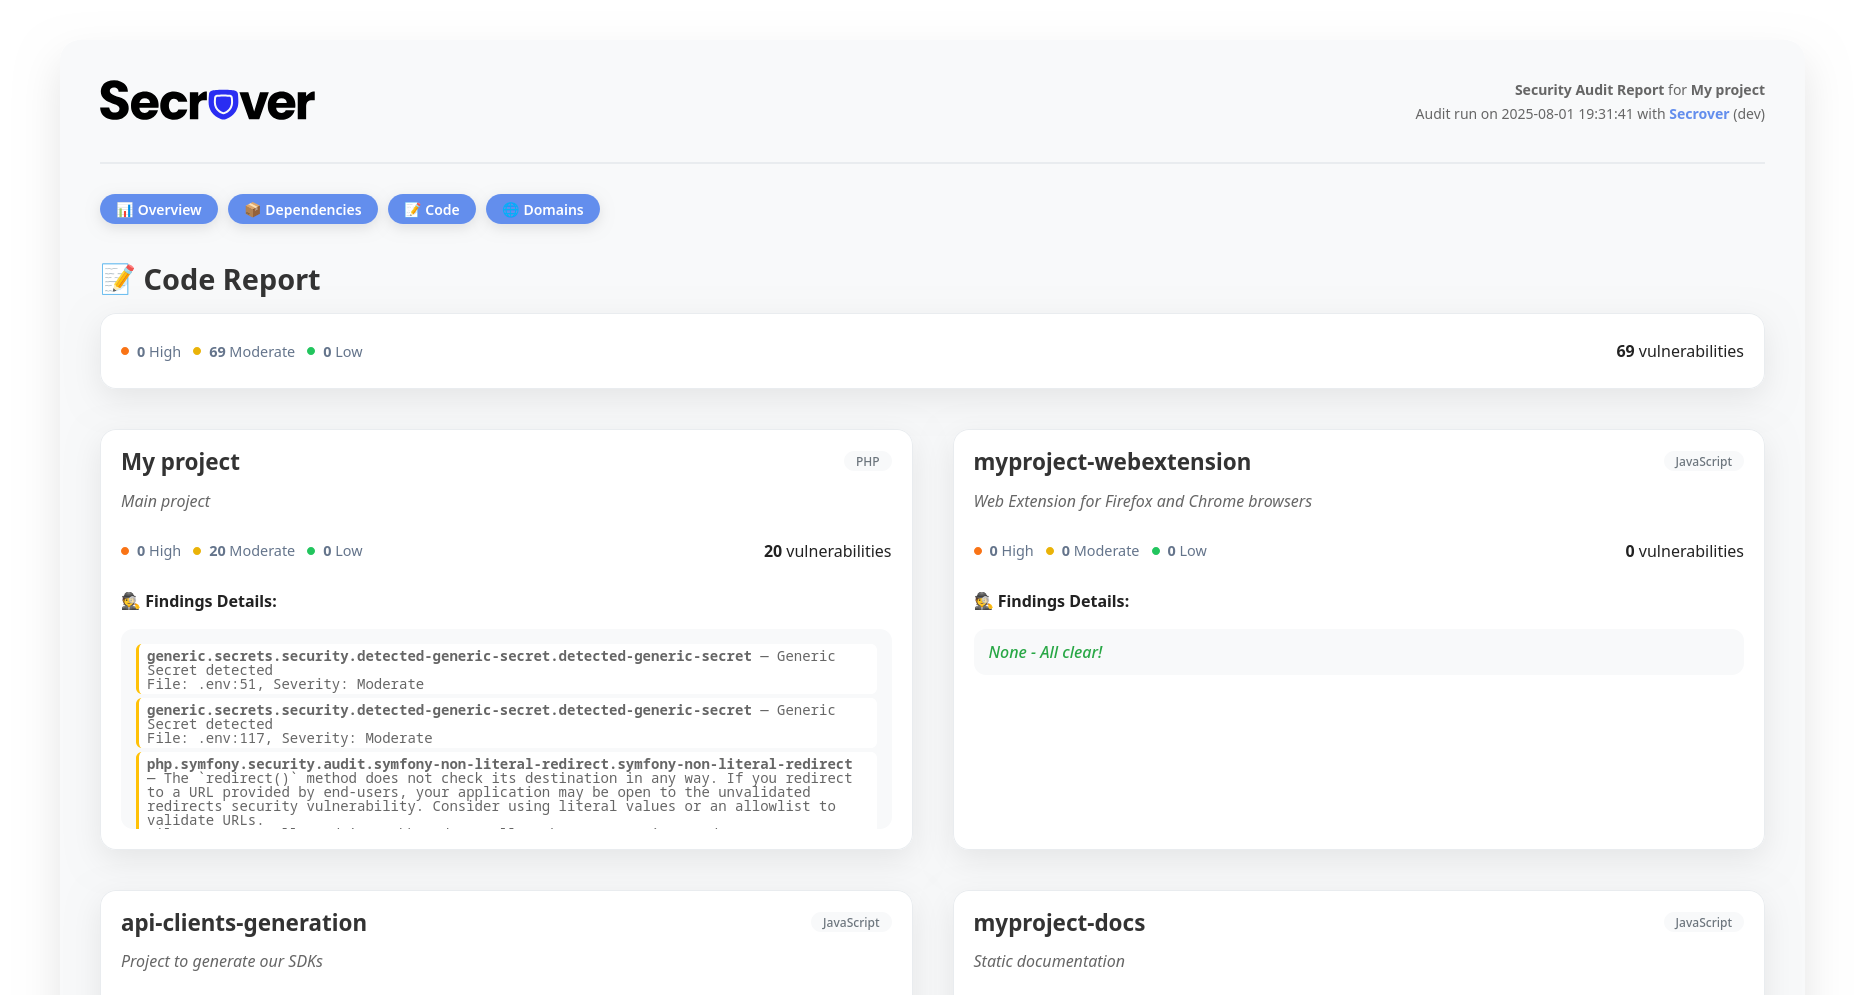 Secrover
Security Audit Report for My project
Audit run on 2025-08-01 19:31:41 with Secrover (dev)
📊 Overview
📦 Dependencies
📝 Code
🌐 Domains
📝 Code Report
0 High 69 Moderate 0 Low
69 vulnerabilities
My project
PHP
Main project
0 High 20 Moderate 0 Low
20 vulnerabilities
🕵️ Findings Details:
generic.secrets.security.detected-generic-secret.detected-generic-secret — Generic
Secret detected
File: .env:51, Severity: Moderate
generic.secrets.security.detected-generic-secret.detected-generic-secret — Generic
Secret detected
File: .env:117, Severity: Moderate
php.symfony.security.audit.symfony-non-literal-redirect.symfony-non-literal-redirect
— The `redirect()` method does not check its destination in any way. If you redirect
to a URL provided by end-users, your application may be open to the unvalidated
redirects security vulnerability. Consider using literal values or an allowlist to
validate URLs.
myproject-webextension
JavaScript
Web Extension for Firefox and Chrome browsers
0 High 0 Moderate 0 Low
0 vulnerabilities
🕵️ Findings Details:
None - All clear!
api-clients-generation
JavaScript
Project to generate our SDKs
myproject-docs
JavaScript
Static documentation